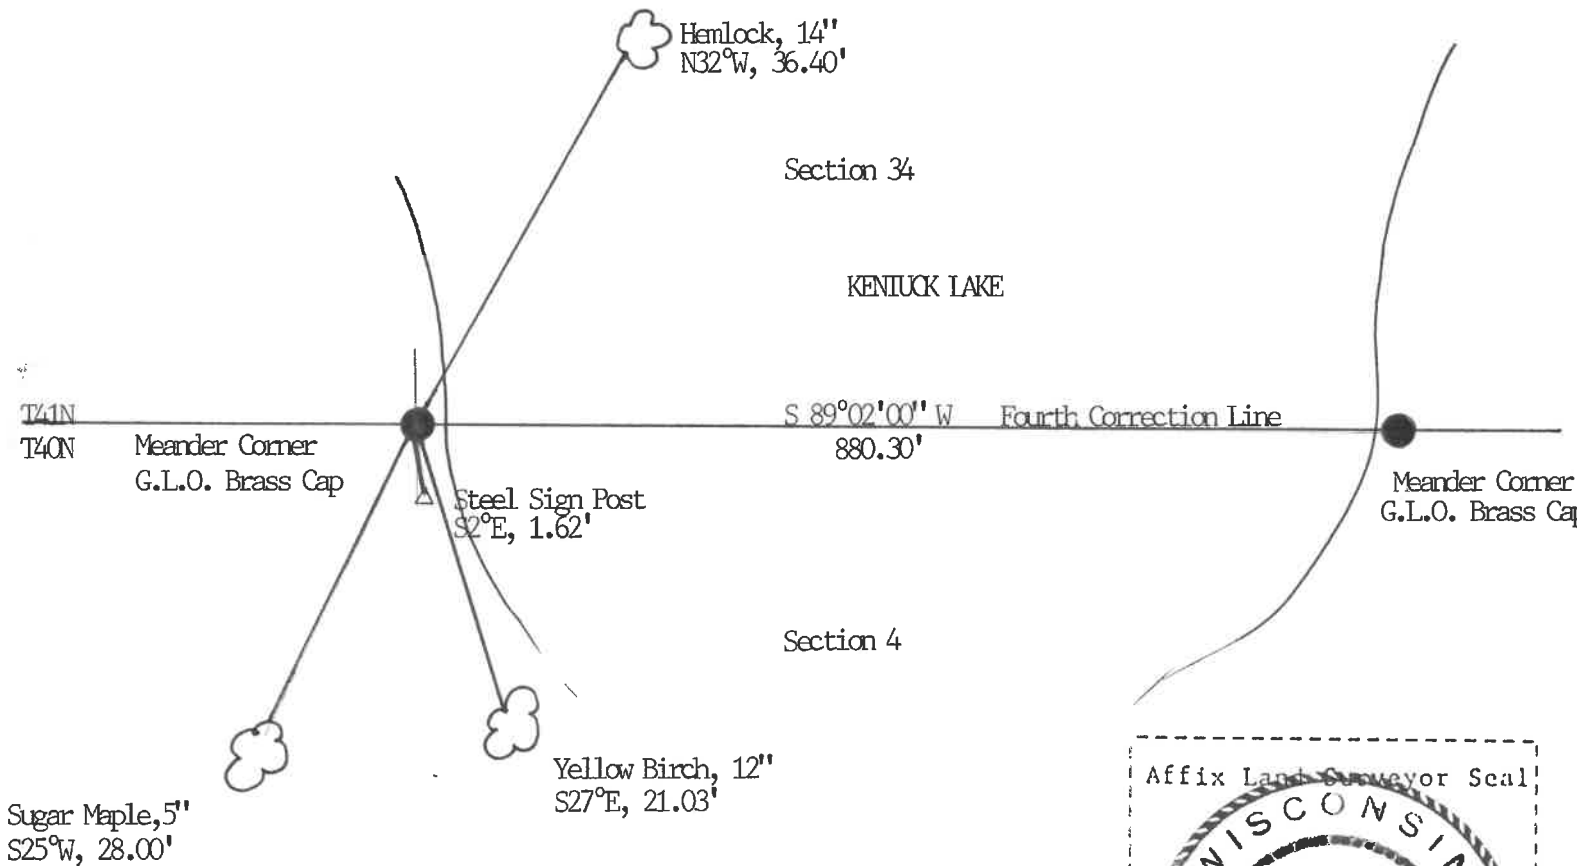 Hemlock, 14"
N32°W, 36.40'
Section 34
KENTUCK LAKE
T41N
S 89°02'00" W Fourth Correction Line
T40N
880.30'
Meander Corner
G.L.O. Brass Cap
Meander Corner
G.L.O. Brass Cap
Steel Sign Post
S2°E, 1.62'
Section 4
Yellow Birch, 12"
S27°E, 21.03'
Sugar Maple,5"
S25°W, 28.00'
Affix Land Surveyor Seal
WISCONSIN